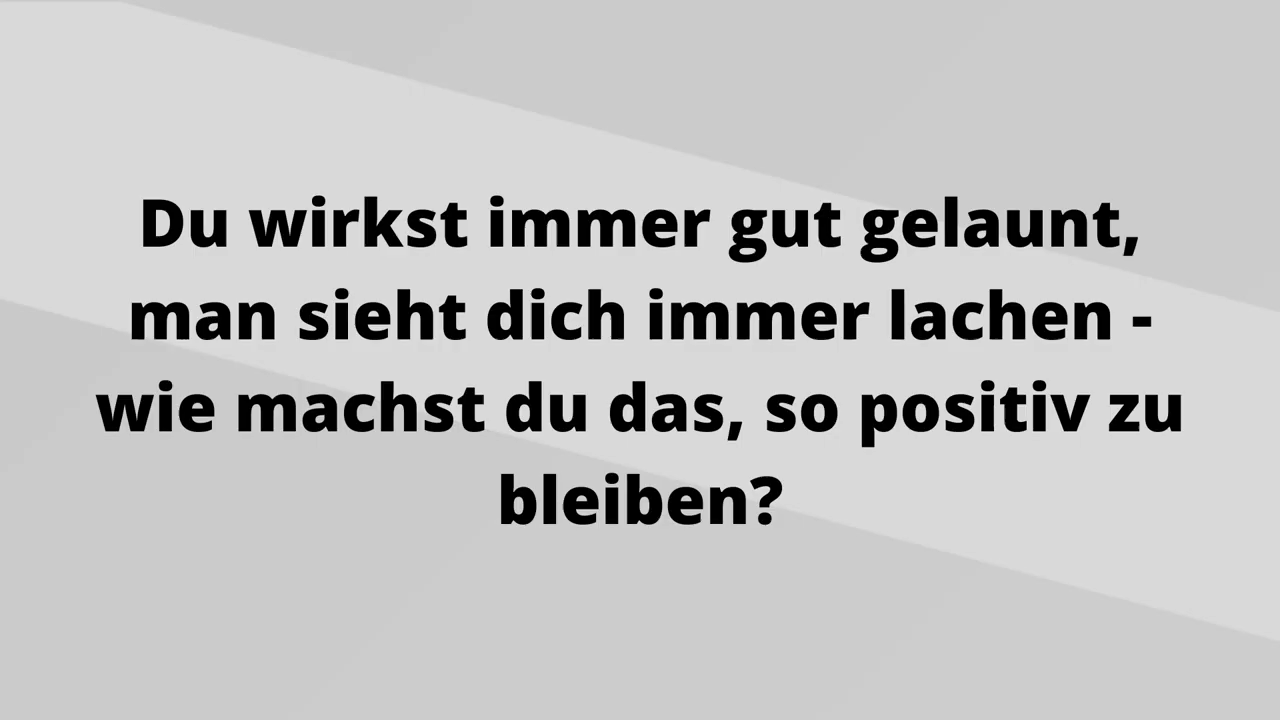 Du wirkst immer gut gelaunt,
man sieht dich immer lachen -
wie machst du das, so positiv zu
bleiben?